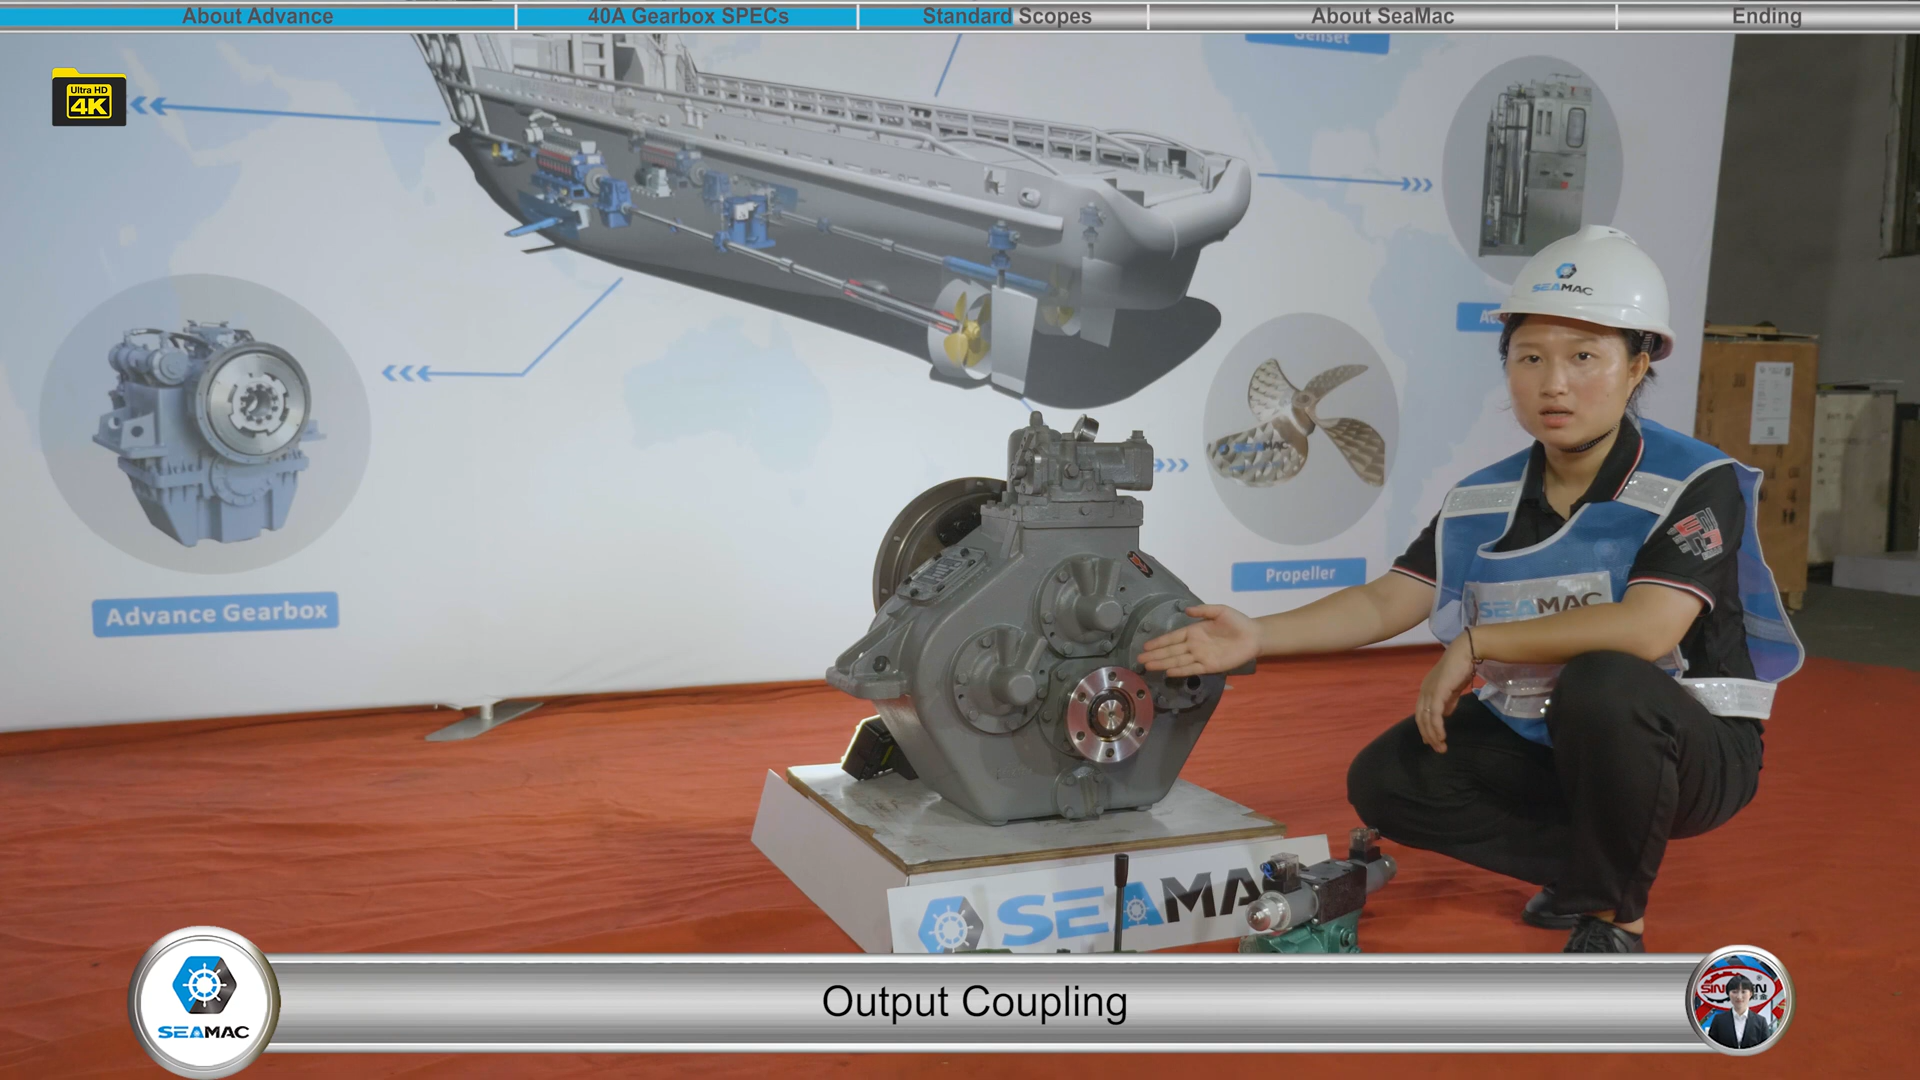 About Advance
40A Gearbox SPECs
Standard Scopes
About SeaMac
Ending
Genset
Ultra HD
4K
SEAMAC
Advance Gearbox
Propeller
SEAMAC
SEAMAC
SEAMAC
Output Coupling
SEAMAC